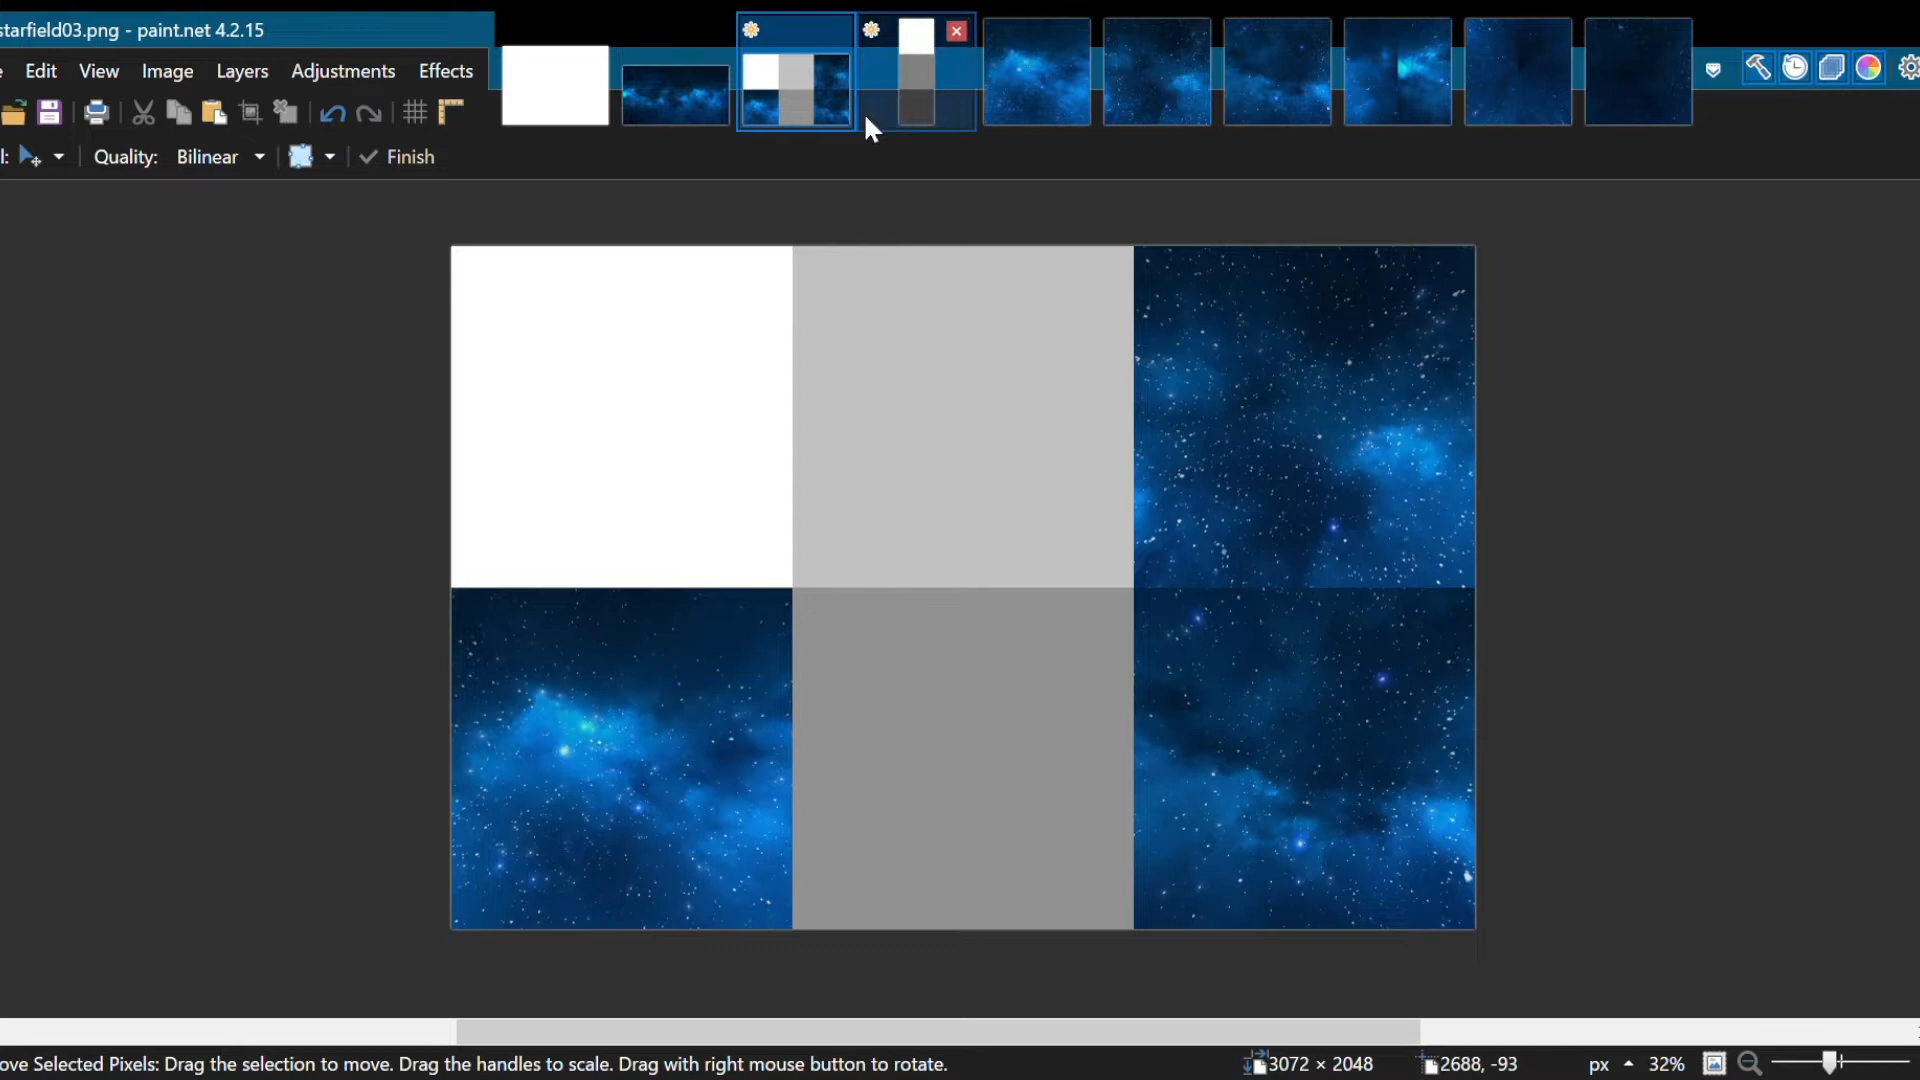 starfield03.png - paint.net 4.2.15
Edit View Image Layers Adjustments Effects
Quality: Bilinear Finish
ove Selected Pixels: Drag the selection to move. Drag the handles to scale. Drag with right mouse button to rotate. 3072 × 2048 2688, -93 px 32%